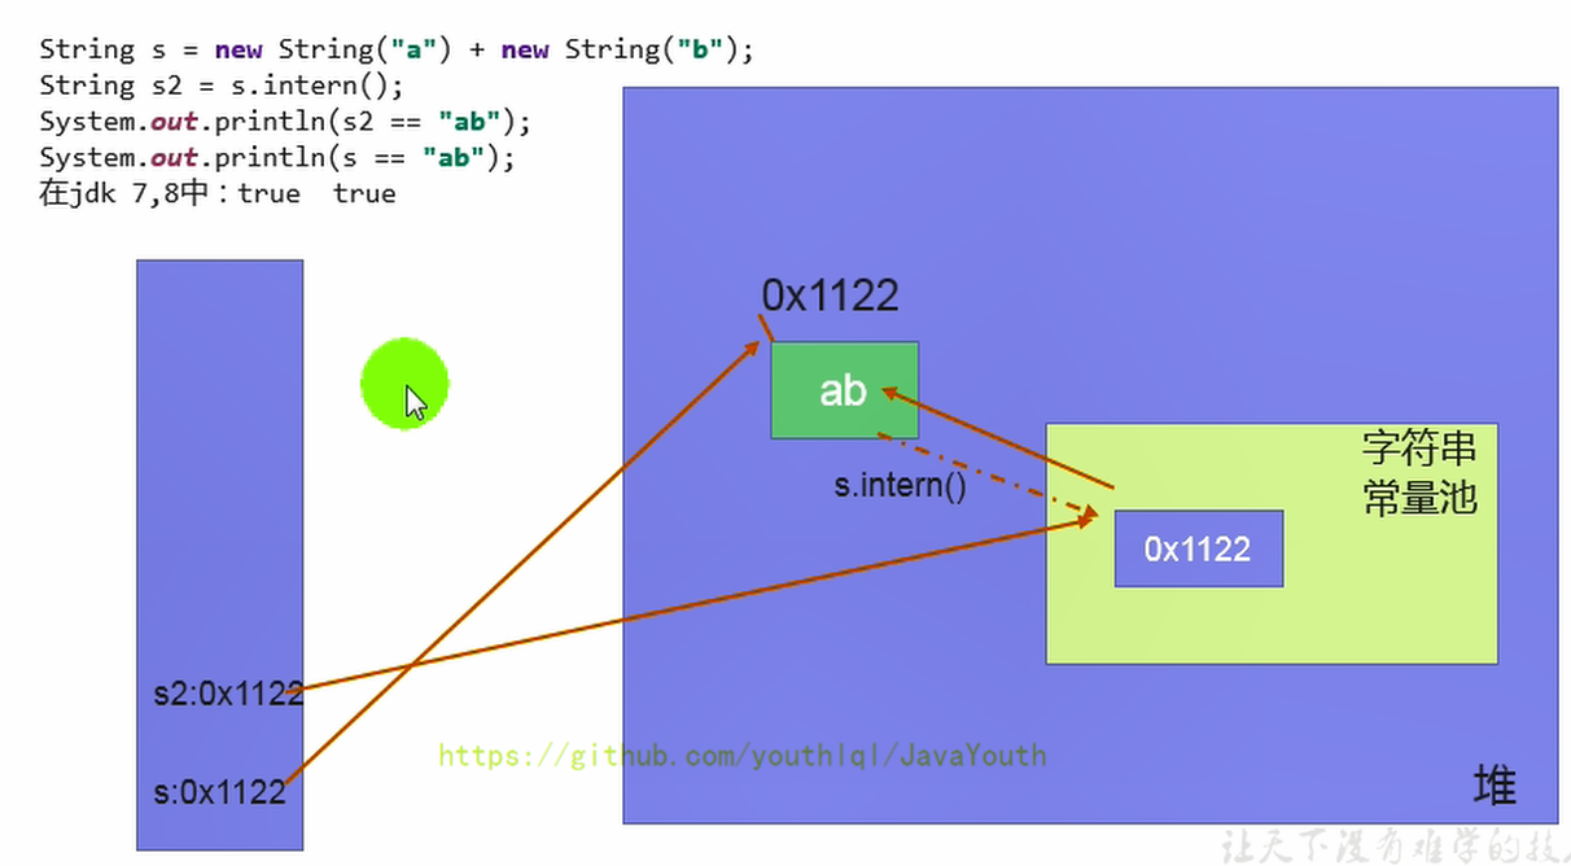 String s = new String("a") + new String("b");
String s2 = s.intern();
System.out.println(s2 == "ab");
System.out.println(s == "ab");
在jdk 7,8中：true  true
0x1122
ab
s.intern()
字符串
常量池
0x1122
s2:0x1122
s:0x1122
https://github.com/youthlql/JavaYouth
堆
让天下没有难学的技